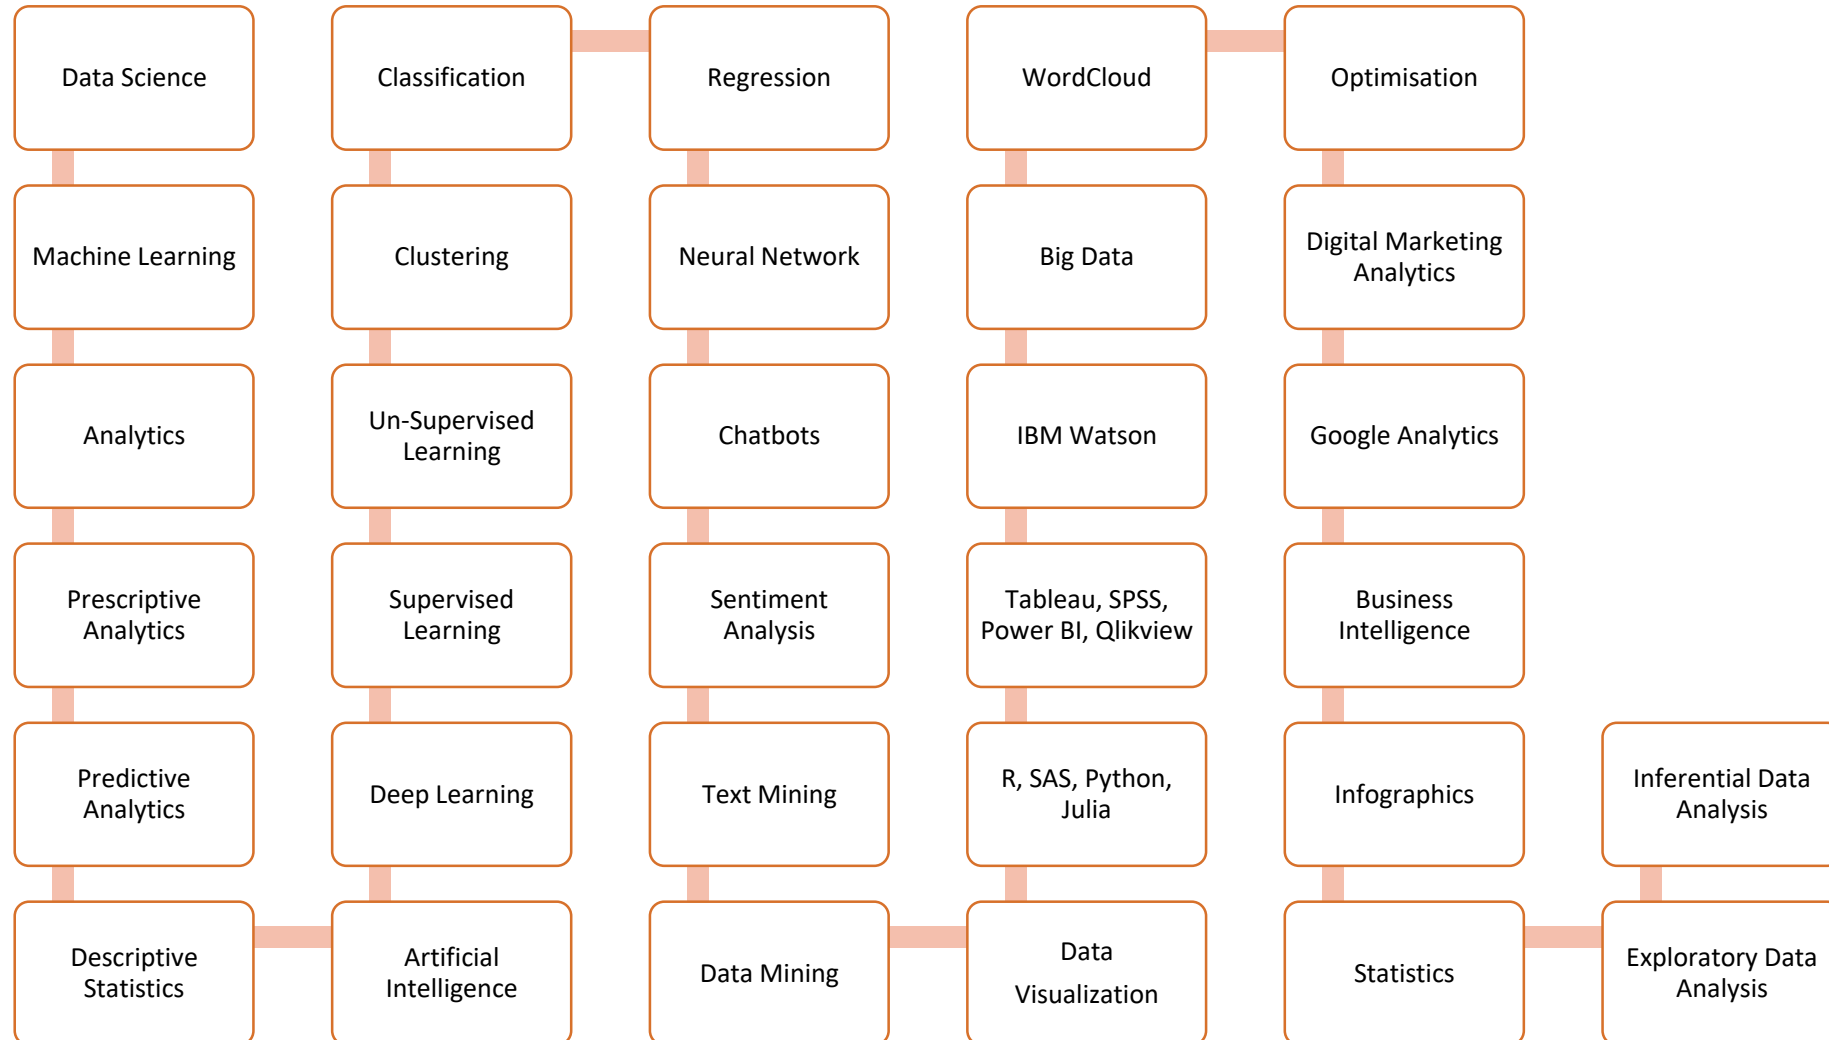 Data Science
Machine Learning
Analytics
Prescriptive
Analytics
Predictive
Analytics
Descriptive
Statistics
Artificial
Intelligence
Deep Learning
Supervised
Learning
Un-Supervised
Learning
Clustering
Classification
Regression
Neural Network
Chatbots
Sentiment
Analysis
Text Mining
Data Mining
Data
Visualization
R, SAS, Python,
Julia
Tableau, SPSS,
Power BI, Qlikview
IBM Watson
Big Data
WordCloud
Optimisation
Digital Marketing
Analytics
Google Analytics
Business
Intelligence
Infographics
Statistics
Exploratory Data
Analysis
Inferential Data
Analysis